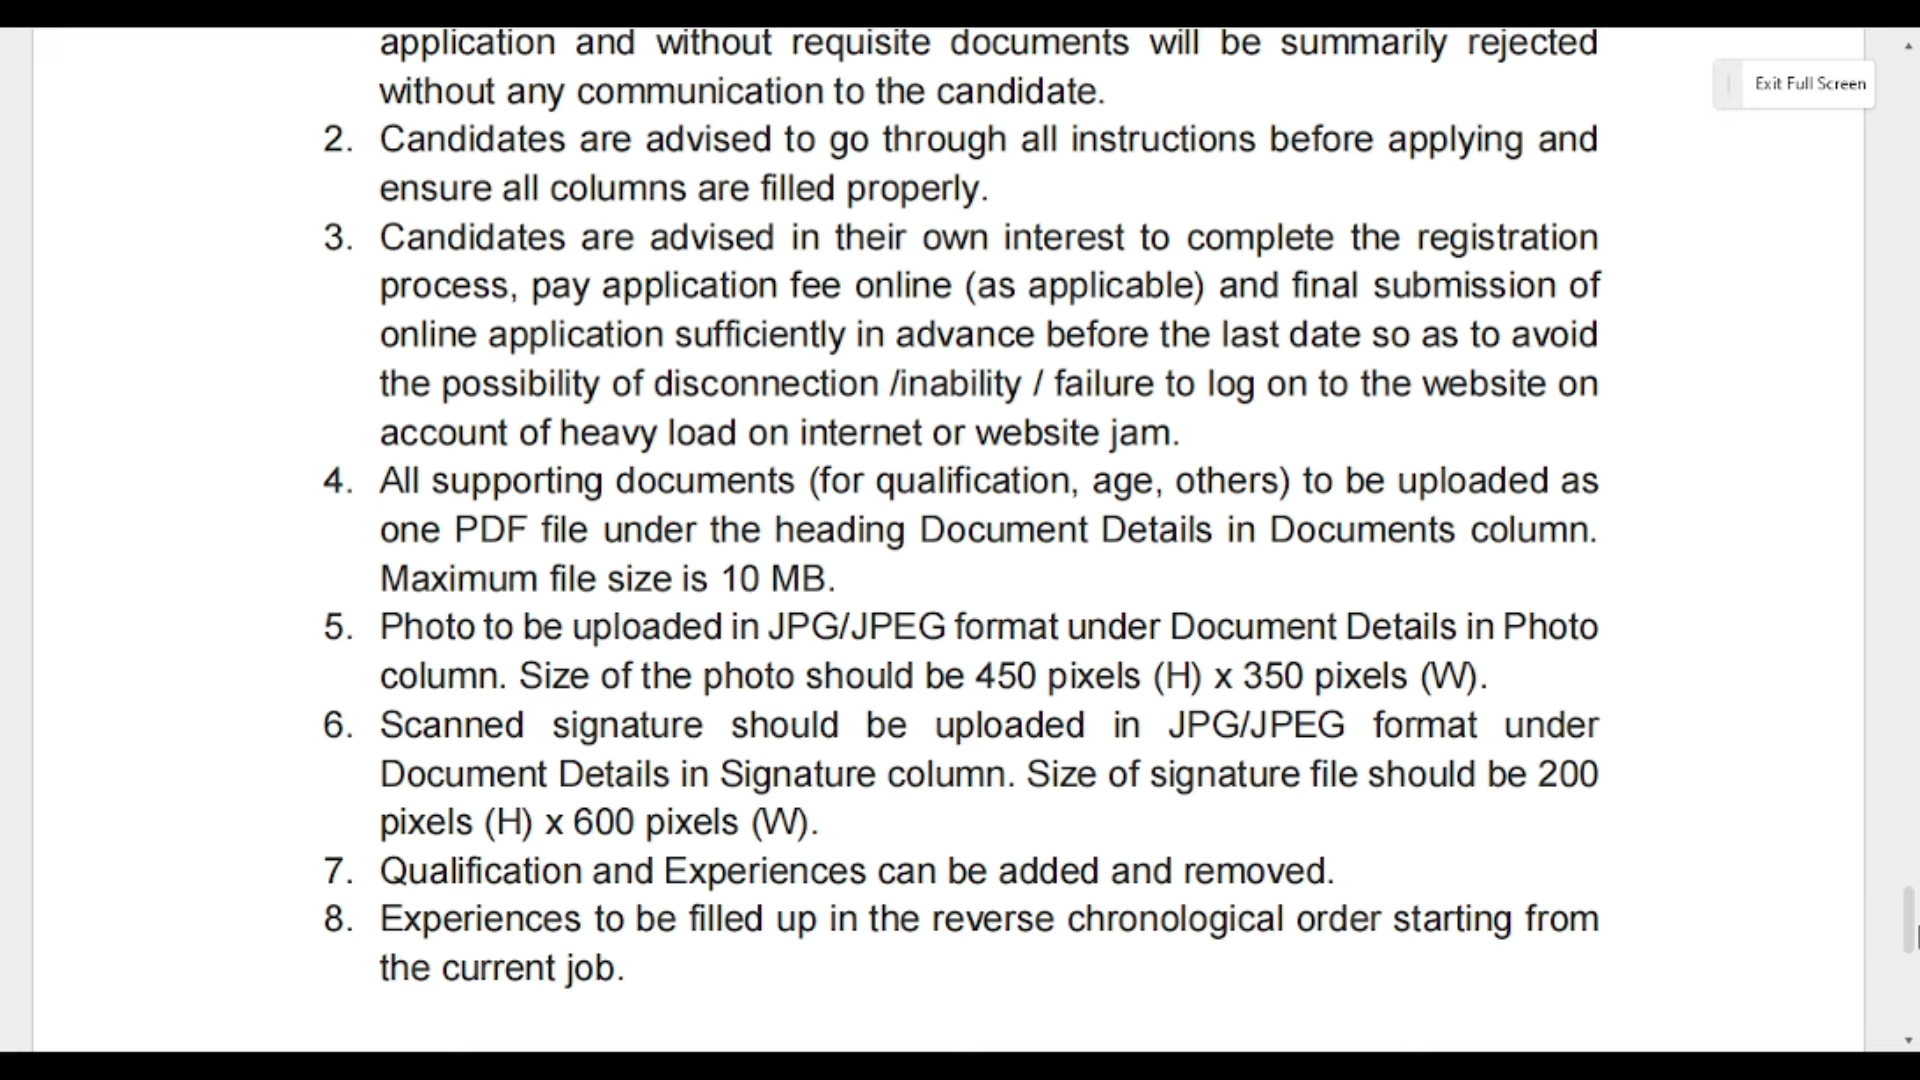 application and without requisite documents will be summarily rejected
Exit Full Screen
without any communication to the candidate.
2. Candidates are advised to go through all instructions before applying and
ensure all columns are filled properly.
3. Candidates are advised in their own interest to complete the registration
process, pay application fee online (as applicable) and final submission of
online application sufficiently in advance before the last date so as to avoid
the possibility of disconnection /inability / failure to log on to the website on
account of heavy load on internet or website jam.
4. All supporting documents (for qualification, age, others) to be uploaded as
one PDF file under the heading Document Details in Documents column.
Maximum file size is 10 MB.
5. Photo to be uploaded in JPG/JPEG format under Document Details in Photo
column. Size of the photo should be 450 pixels (H) x 350 pixels (W).
6. Scanned signature should be uploaded in JPG/JPEG format under
Document Details in Signature column. Size of signature file should be 200
pixels (H) x 600 pixels (W).
7. Qualification and Experiences can be added and removed.
8. Experiences to be filled up in the reverse chronological order starting from
the current job.